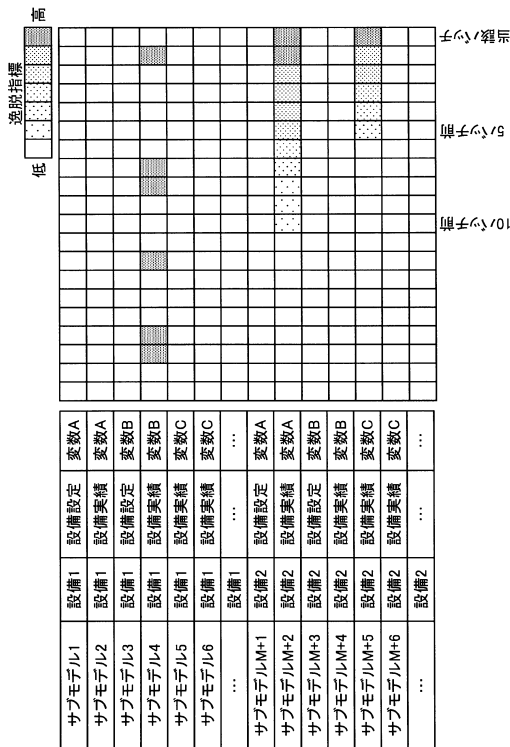 逸脱指標
低 高
サブモデル1 設備1 設備設定 変数A
サブモデル2 設備1 設備実績 変数A
サブモデル3 設備1 設備設定 変数B
サブモデル4 設備1 設備実績 変数B
サブモデル5 設備1 設備実績 変数C
サブモデル6 設備1 設備実績 変数C
… 設備1 … …
サブモデルM+1 設備2 設備設定 変数A
サブモデルM+2 設備2 設備実績 変数A
サブモデルM+3 設備2 設備設定 変数B
サブモデルM+4 設備2 設備実績 変数B
サブモデルM+5 設備2 設備実績 変数C
サブモデルM+6 設備2 設備実績 変数C
… 設備2 … …
10バッチ前
5バッチ前
当該バッチ